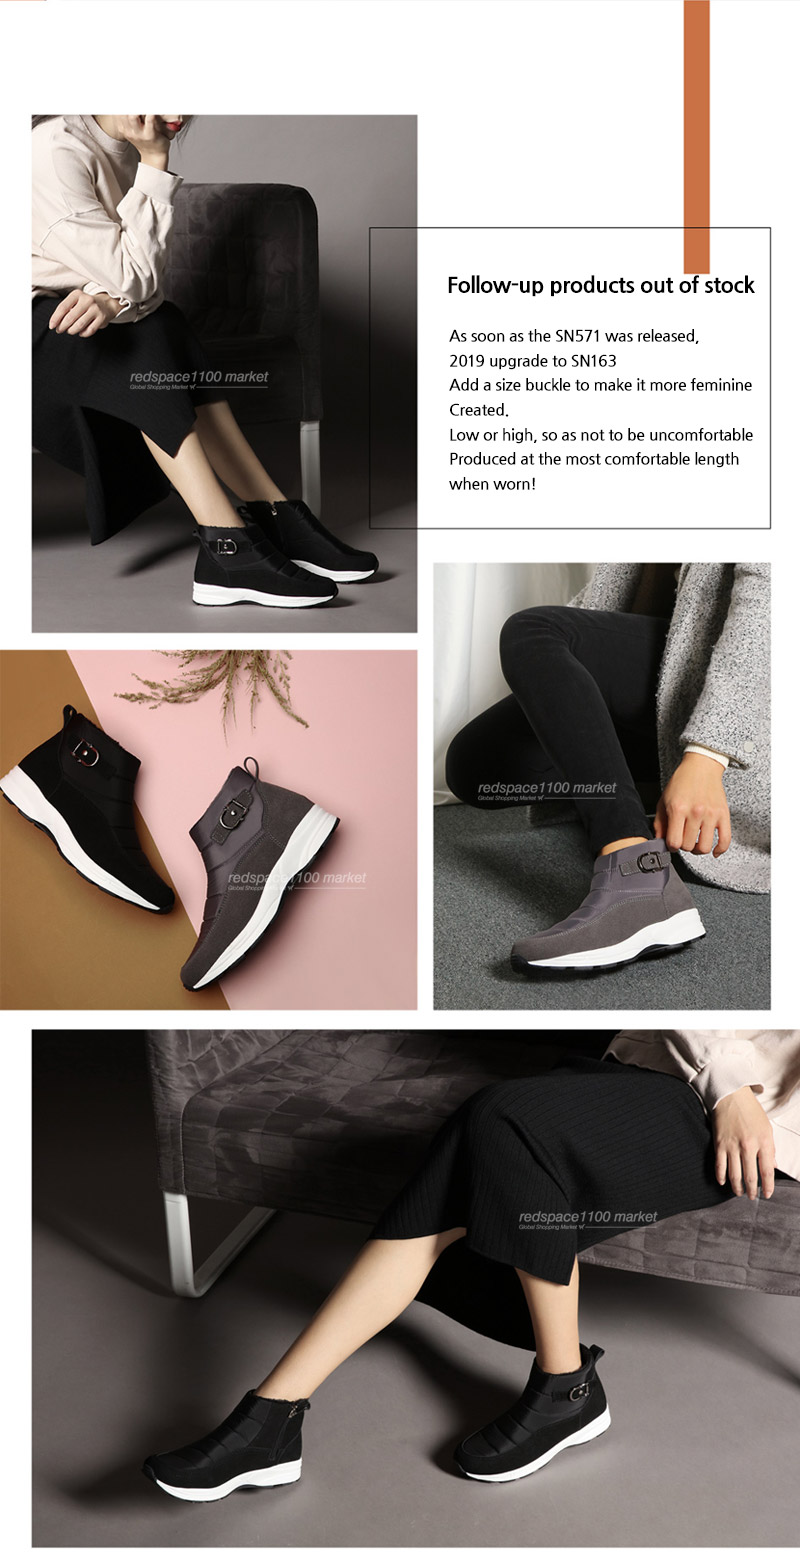 Follow-up products out of stock
As soon as the SN571 was released,
2019 upgrade to SN163
Add a size buckle to make it more feminine
Created.
Low or high, so as not to be uncomfortable
Produced at the most comfortable length
when worn!
redspace1100 market
Global Shopping Market
redspace1100 market
Global Shopping Market
redspace1100 market
Global Shopping Market
redspace1100 market
Global Shopping Market